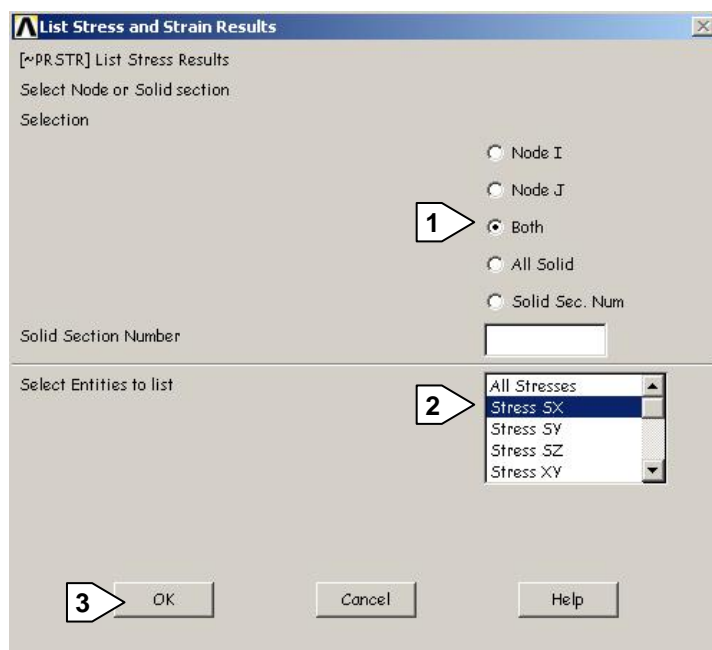 List Stress and Strain Results
[~PRSTR] List Stress Results
Select Node or Solid section
Selection
Node I
Node J
1
Both
All Solid
Solid Sec. Num
Solid Section Number
Select Entities to list
All Stresses
2
Stress SX
Stress SY
Stress SZ
Stress XY
3
OK
Cancel
Help